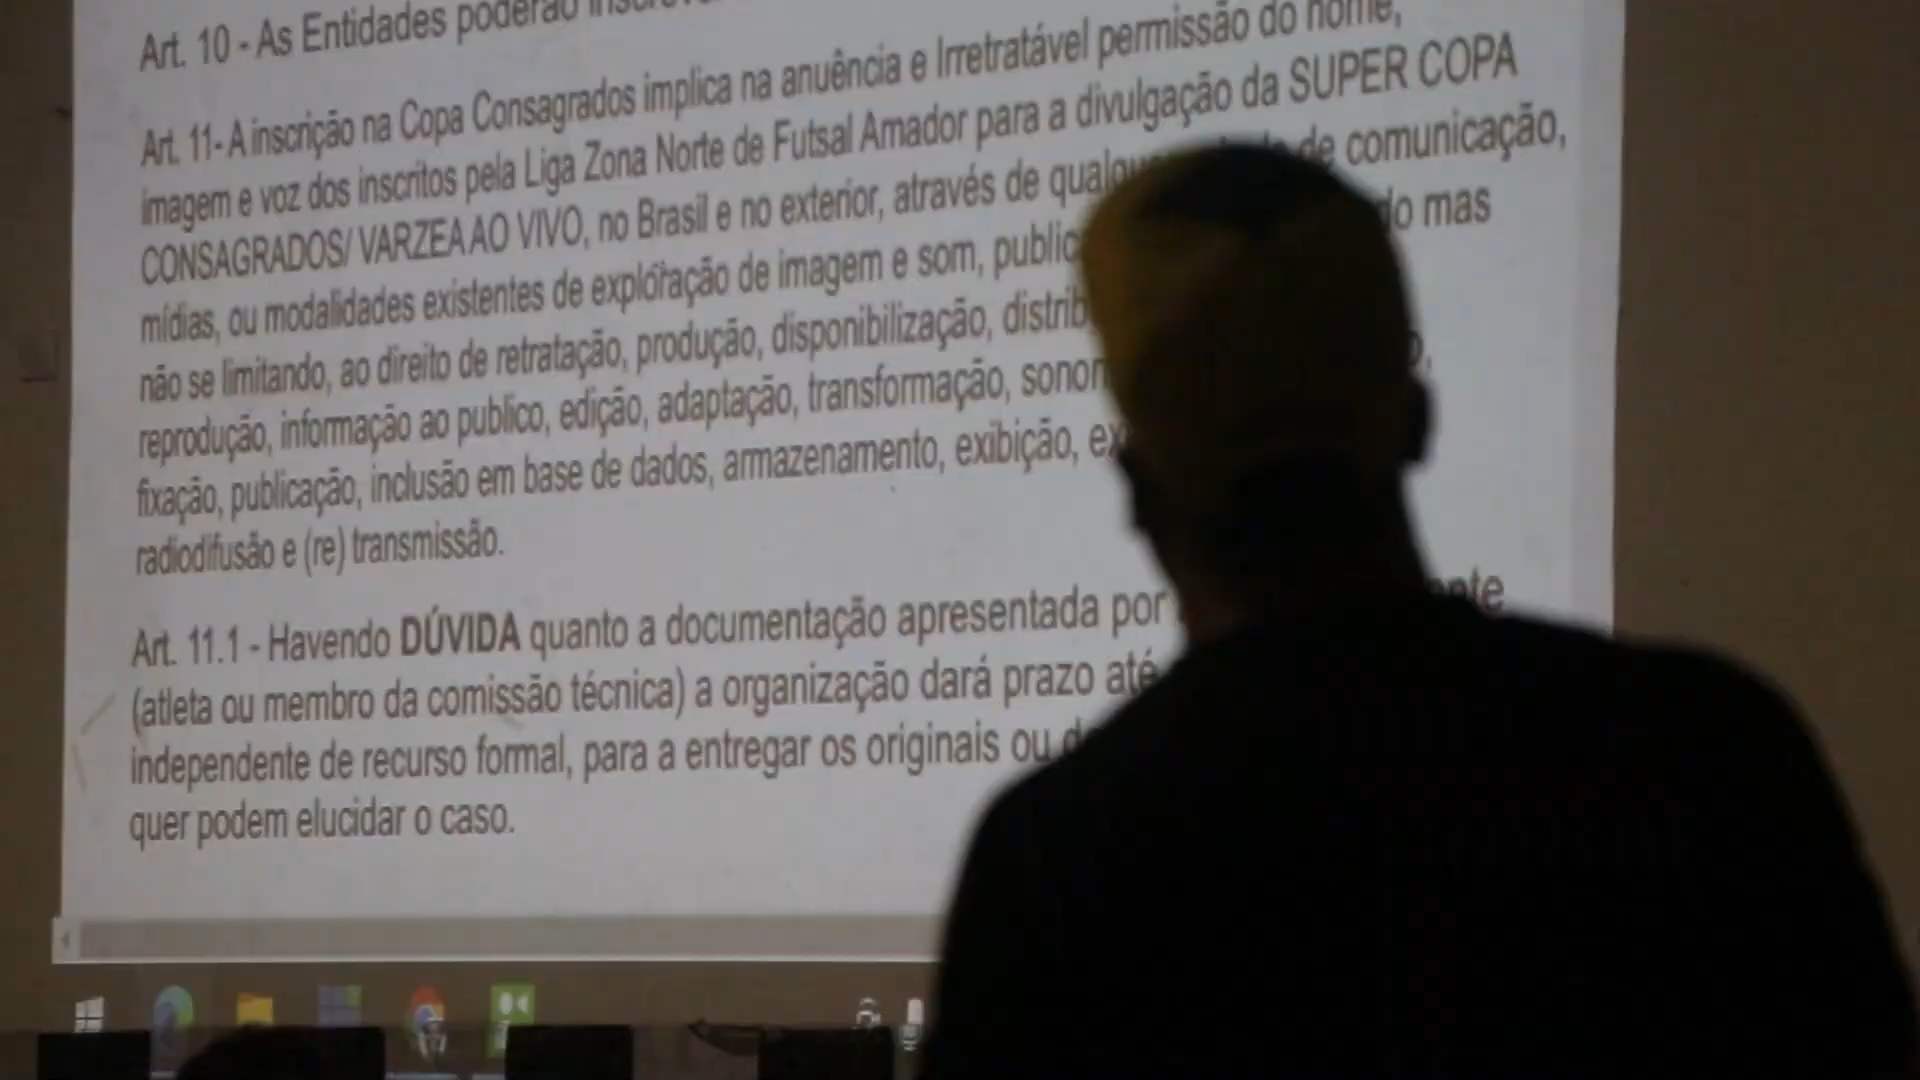 Art. 10 - As Entidades poderão
Art. 11- A inscrição na Copa Consagrados implica na anuência e Irretratável permissão do nome,
imagem e voz dos inscritos pela Liga Zona Norte de Futsal Amador para a divulgação da SUPER COPA
CONSAGRADOS/ VARZEA AO VIVO, no Brasil e no exterior, através de de comunicação,
mídias, ou modalidades existentes de exploração de imagem e som, mas
não se limitando, ao direito de retratação, produção, disponibilização,
reprodução, informação ao publico, edição, adaptação, transformação,
fixação, publicação, inclusão em base de dados, armazenamento, exibição,
radiodifusão e (re) transmissão.
Art. 11.1 - Havendo DÚVIDA quanto a documentação apresentada por
(atleta ou membro da comissão técnica) a organização dará prazo até
independente de recurso formal, para a entregar os originais ou
quer podem elucidar o caso.